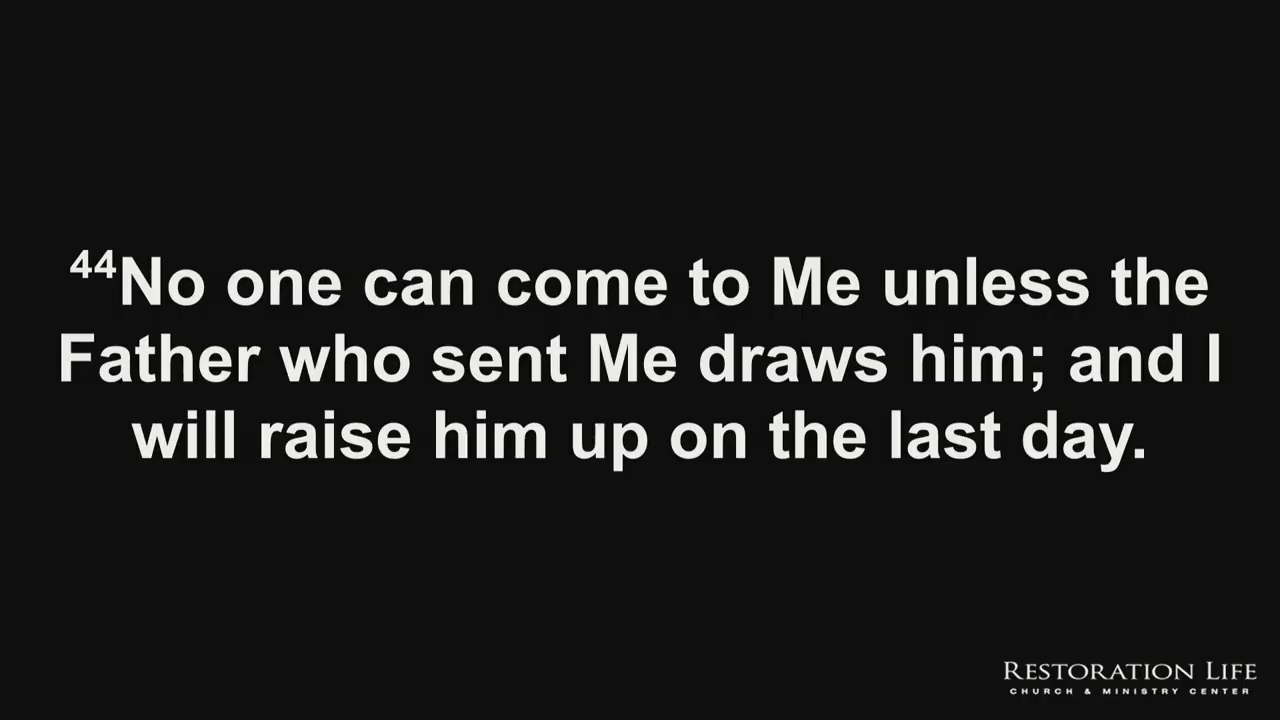 44No one can come to Me unless the
Father who sent Me draws him; and I
will raise him up on the last day.
RESTORATION LIFE
CHURCH & MINISTRY CENTER